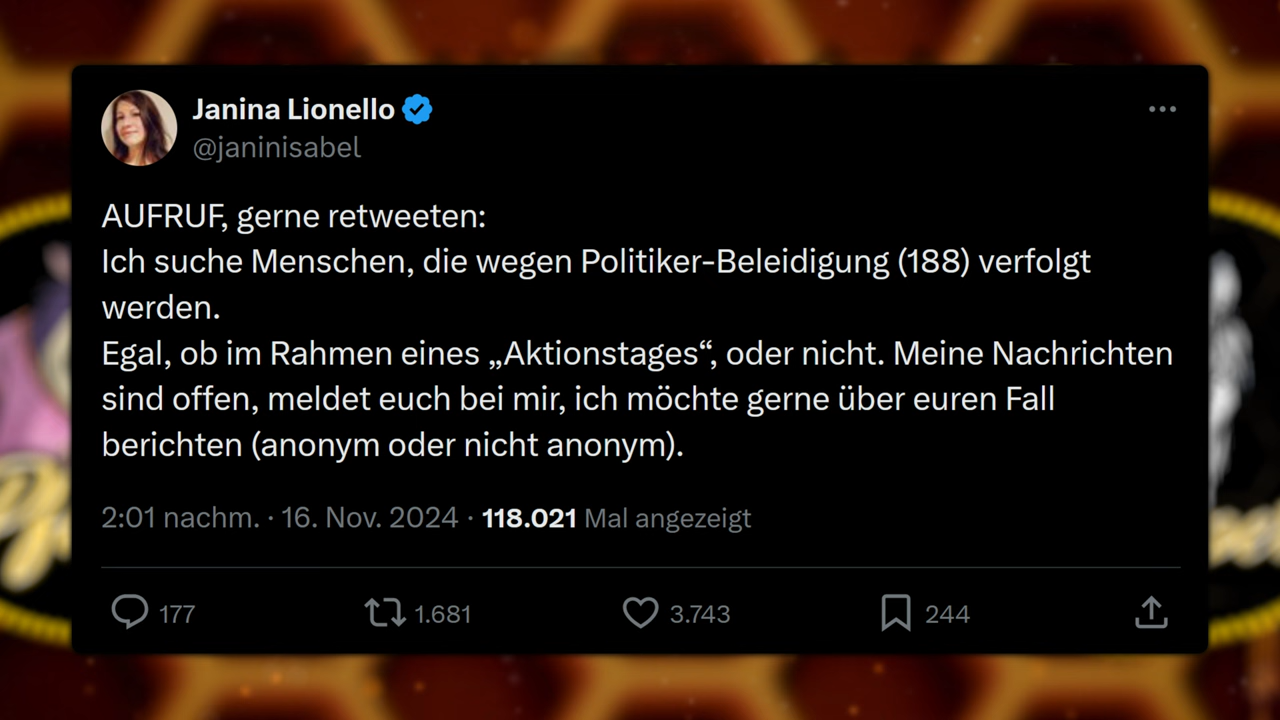 Janina Lionello
@janinisabel
AUFRUF, gerne retweeten:
Ich suche Menschen, die wegen Politiker-Beleidigung (188) verfolgt
werden.
Egal, ob im Rahmen eines „Aktionstages“, oder nicht. Meine Nachrichten
sind offen, meldet euch bei mir, ich möchte gerne über euren Fall
berichten (anonym oder nicht anonym).
2:01 nachm. · 16. Nov. 2024 · 118.021 Mal angezeigt
177 1.681 3.743 244